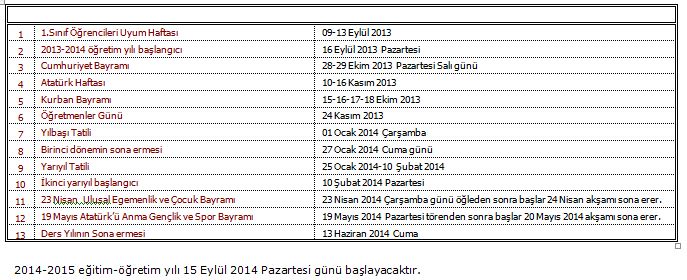 1 1.Sınıf Öğrencileri Uyum Haftası 09-13 Eylül 2013
2 2013-2014 öğretim yılı başlangıcı 16 Eylül 2013 Pazartesi
3 Cumhuriyet Bayramı 28-29 Ekim 2013 Pazartesi Salı günü
4 Atatürk Haftası 10-16 Kasım 2013
5 Kurban Bayramı 15-16-17-18 Ekim 2013
6 Öğretmenler Günü 24 Kasım 2013
7 Yılbaşı Tatili 01 Ocak 2014 Çarşamba
8 Birinci dönemin sona ermesi 27 Ocak 2014 Cuma günü
9 Yarıyıl Tatili 25 Ocak 2014-10 Şubat 2014
10 İkinci yarıyıl başlangıcı 10 Şubat 2014 Pazartesi
11 23 Nisan Ulusal Egemenlik ve Çocuk Bayramı 23 Nisan 2014 Çarşamba günü öğleden sonra başlar 24 Nisan akşamı sona erer.
12 19 Mayıs Atatürk'ü Anma Gençlik ve Spor Bayramı 19 Mayıs 2014 Pazartesi törenden sonra başlar 20 Mayıs 2014 akşamı sona erer.
13 Ders Yılının Sona ermesi 13 Haziran 2014 Cuma
2014-2015 eğitim-öğretim yılı 15 Eylül 2014 Pazartesi günü başlayacaktır.